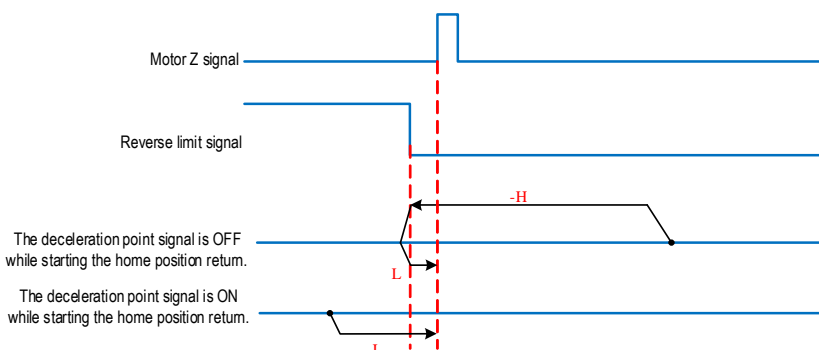 Motor Z signal
Reverse limit signal
-H
The deceleration point signal is OFF
while starting the home position return.
L
The deceleration point signal is ON
while starting the home position return.
L